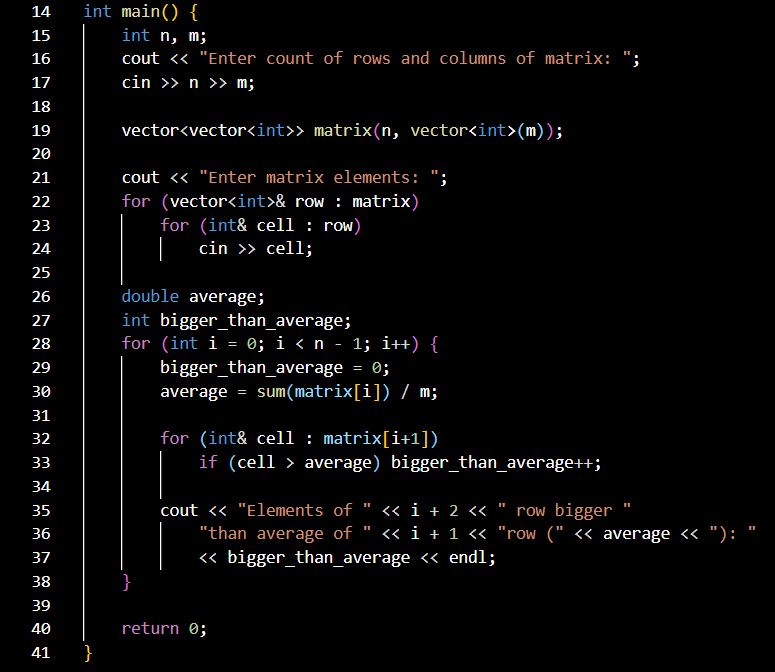 14 int main() {
15 int n, m;
16 cout << "Enter count of rows and columns of matrix: ";
17 cin >> n >> m;
18
19 vector<vector<int>> matrix(n, vector<int>(m));
20
21 cout << "Enter matrix elements: ";
22 for (vector<int>& row : matrix)
23 for (int& cell : row)
24 cin >> cell;
25
26 double average;
27 int bigger_than_average;
28 for (int i = 0; i < n - 1; i++) {
29 bigger_than_average = 0;
30 average = sum(matrix[i]) / m;
31
32 for (int& cell : matrix[i+1])
33 if (cell > average) bigger_than_average++;
34
35 cout << "Elements of " << i + 2 << " row bigger "
36 "than average of " << i + 1 << "row (" << average << "): "
37 << bigger_than_average << endl;
38 }
39
40 return 0;
41 }